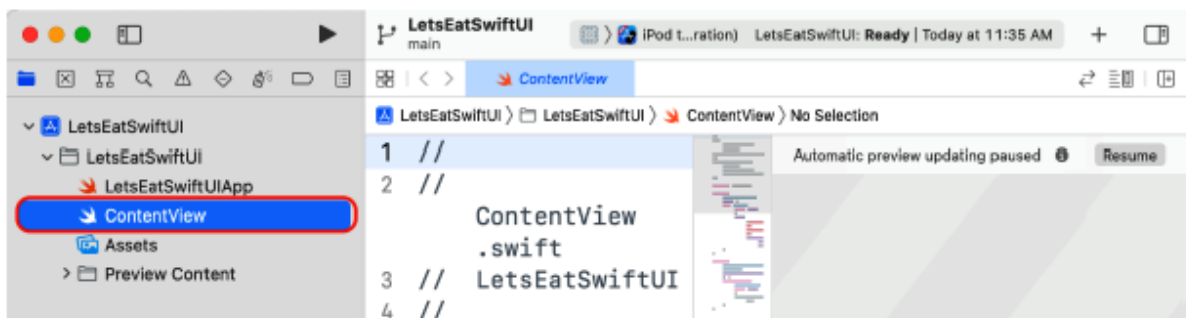 LetsEatSwiftUI
main
iPod t...ration)
LetsEatSwiftUI: Ready | Today at 11:35 AM
ContentView
LetsEatSwiftUI
LetsEatSwiftUI
LetsEatSwiftUIApp
ContentView
Assets
Preview Content
LetsEatSwiftUI 〉 LetsEatSwiftUI 〉 ContentView 〉 No Selection
Automatic preview updating paused
Resume
1 //
2 //
ContentView
.swift
3 // LetsEatSwiftUI
4 //